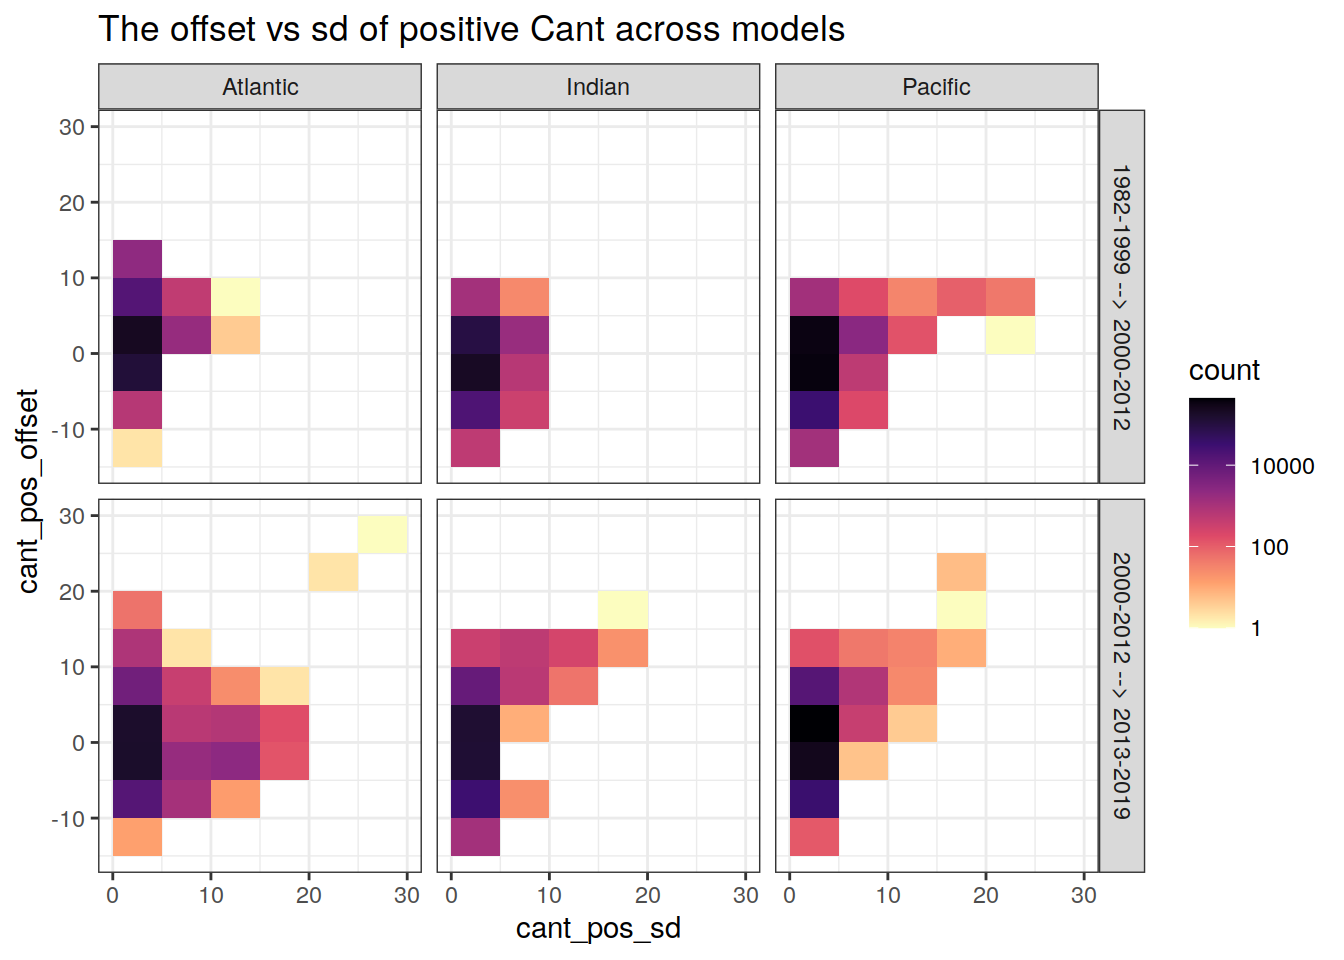 The offset vs sd of positive Cant across models
Atlantic
Indian
Pacific
30
20
10
0
-10
1982-1999 --> 2000-2012
30
20
10
0
-10
2000-2012 --> 2013-2019
0 10 20 30
0 10 20 30
0 10 20 30
cant_pos_sd
cant_pos_offset
count
10000
100
1